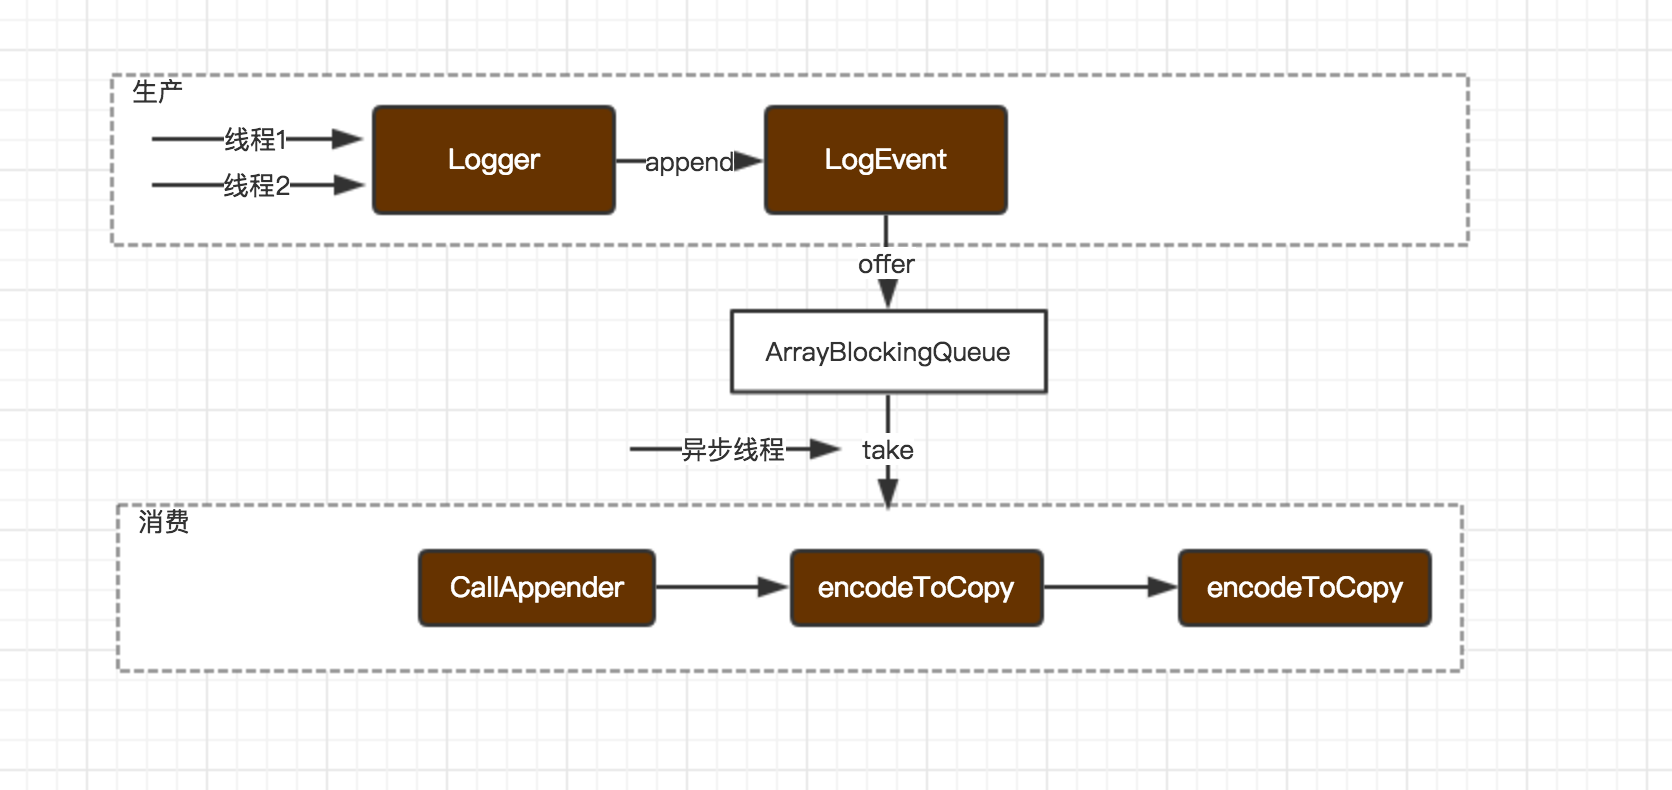 生产
线程1
线程2
Logger
append
LogEvent
offer
ArrayBlockingQueue
异步线程
take
消费
CallAppender
encodeToCopy
encodeToCopy